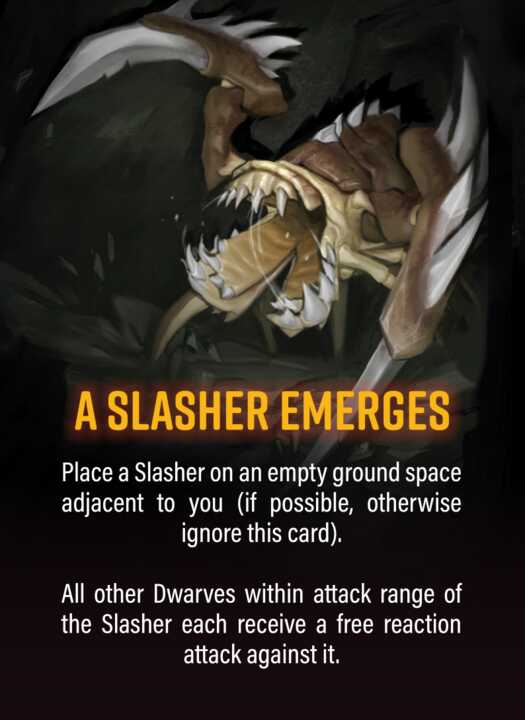 A SLASHER EMERGES
Place a Slasher on an empty ground space
adjacent to you (if possible, otherwise
ignore this card).
All other Dwarves within attack range of
the Slasher each receive a free reaction
attack against it.